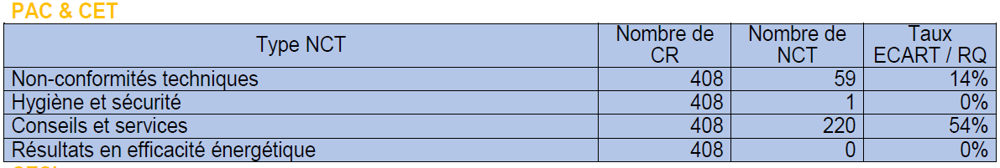 PAC & CET
Type NCT Nombre de CR Nombre de NCT Taux ECART / RQ
Non-conformités techniques 408 59 14%
Hygiène et sécurité 408 1 0%
Conseils et services 408 220 54%
Résultats en efficacité énergétique 408 0 0%